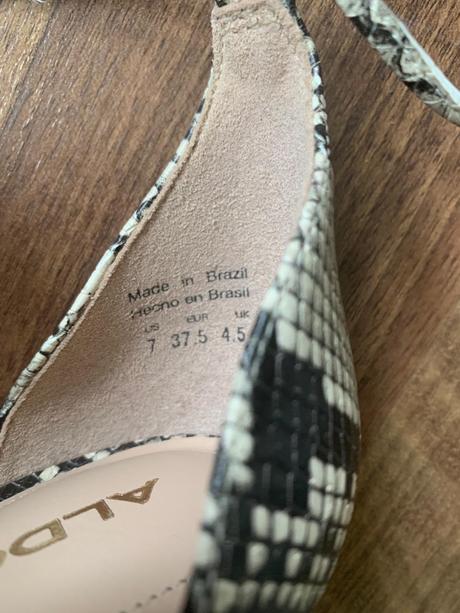 Made in Brazil
Hecho en Brasil
US EUR UK
7 37.5 4.5
ALDO